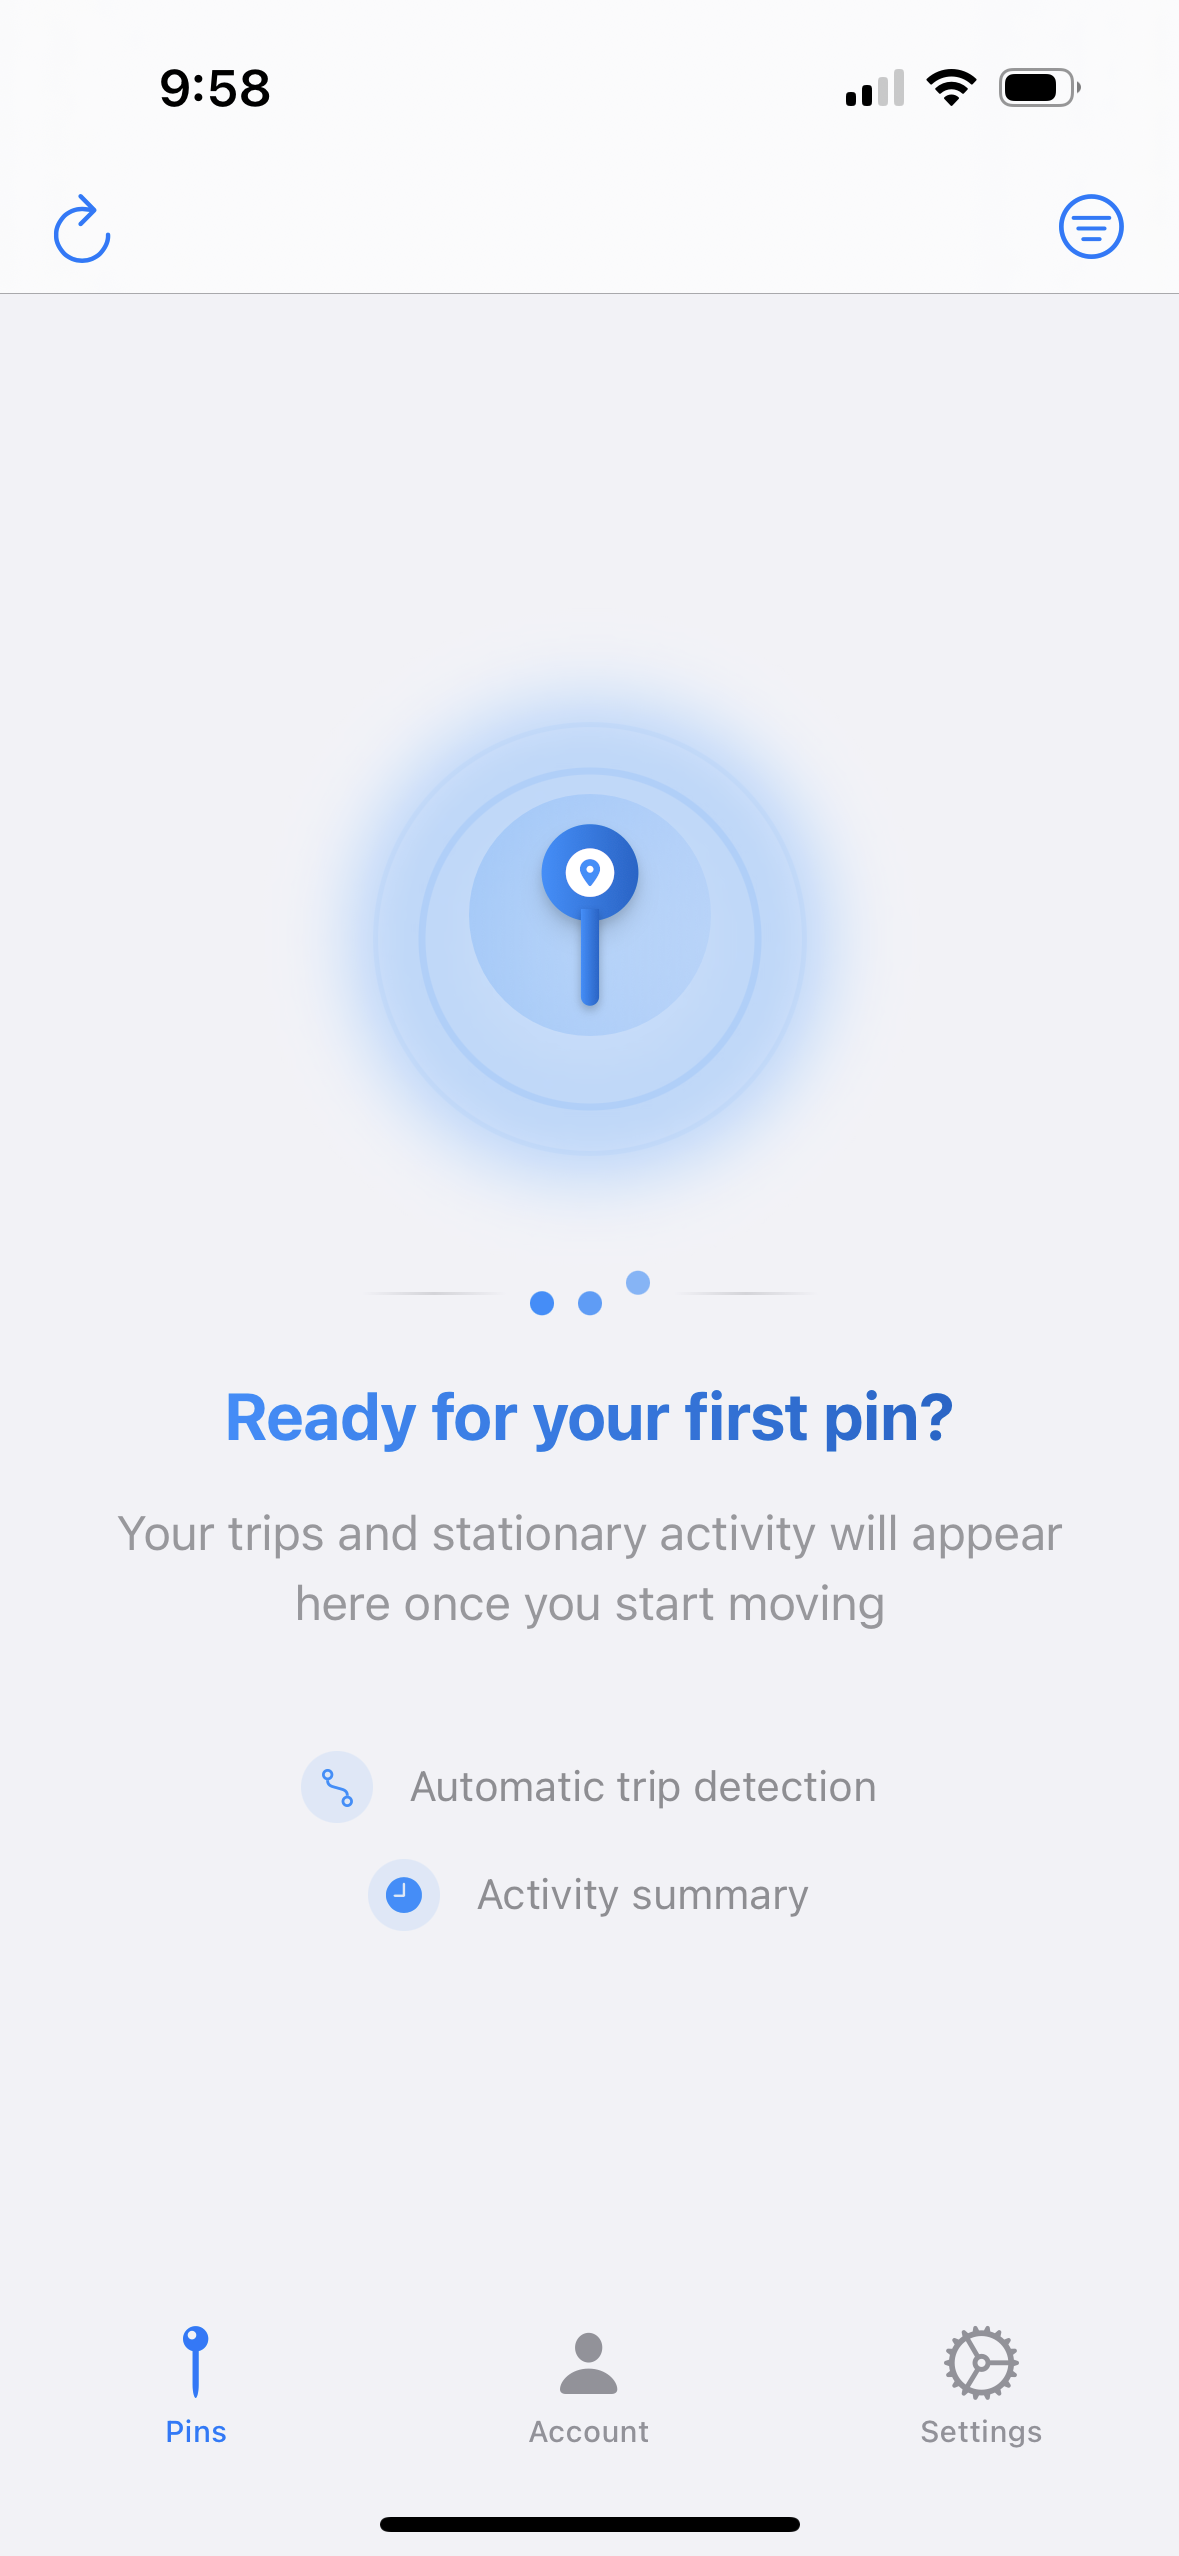 9:58
Ready for your first pin?
Your trips and stationary activity will appear
here once you start moving
Automatic trip detection
Activity summary
Pins
Account
Settings